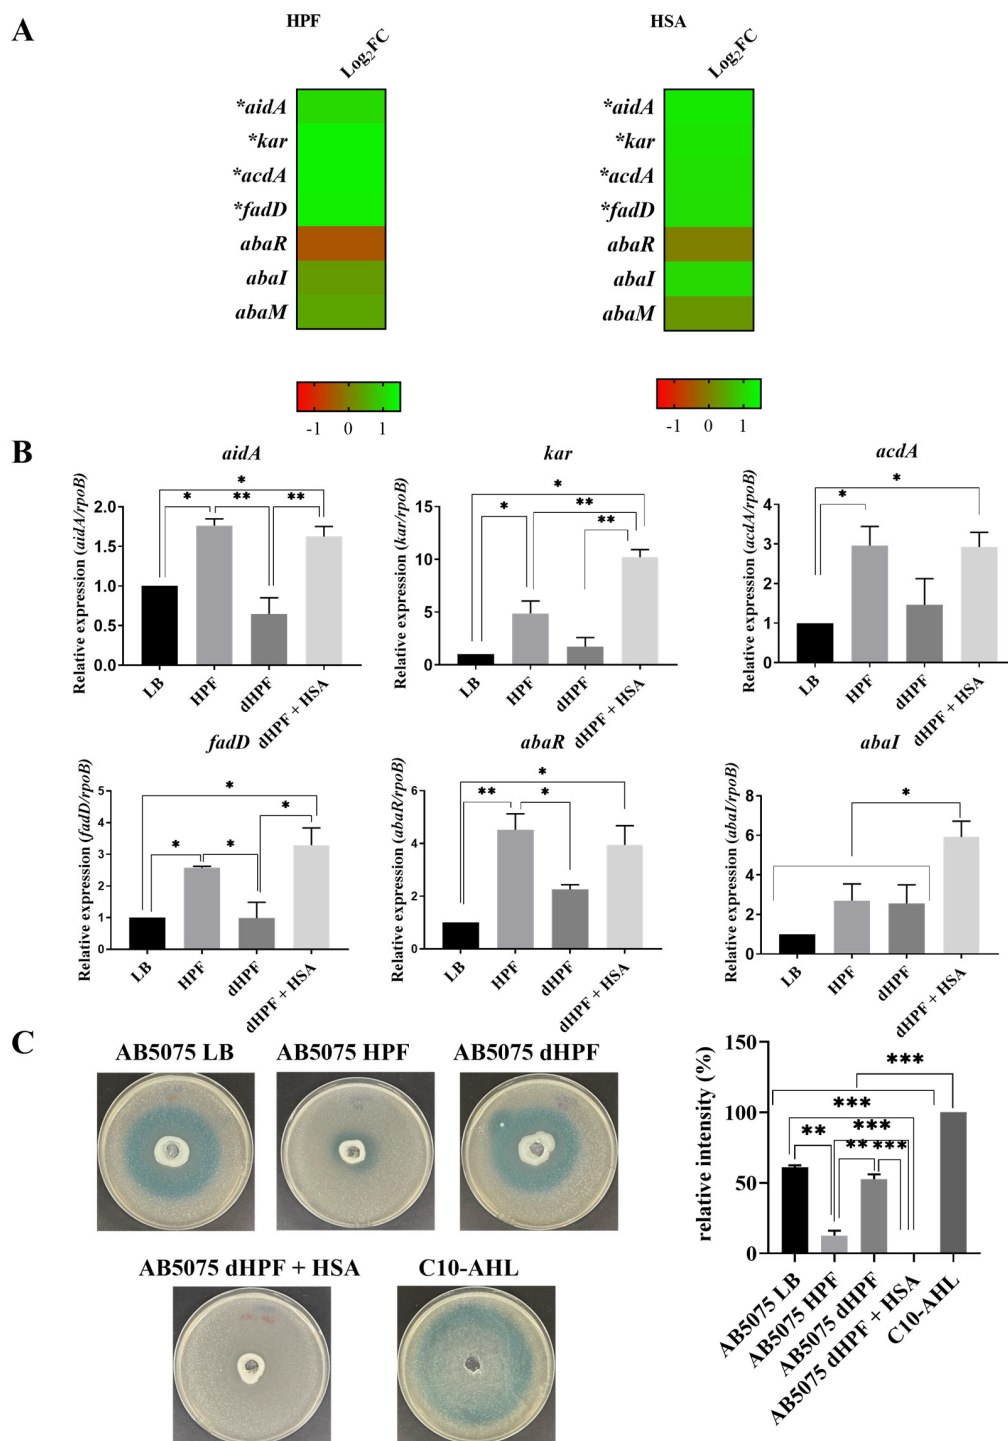 A
HPF
HSA
Log2FC
Log2FC
*aidA
*kar
*acdA
*fadD
abaR
abaI
abaM
*aidA
*kar
*acdA
*fadD
abaR
abaI
abaM
-1 0 1
-1 0 1
B
aidA
Relative expression (aidA/rpoB)
2.0
1.5
1.0
0.5
0.0
*
* ** **
LB HPF dHPF dHPF + HSA
kar
Relative expression (kar/rpoB)
15
10
5
0
*
* **
**
LB HPF dHPF dHPF + HSA
acdA
Relative expression (acdA/rpoB)
4
3
2
1
0
* *
LB HPF dHPF dHPF + HSA
fadD
Relative expression (fadD/rpoB)
5
4
3
2
1
0
*
* * *
LB HPF dHPF dHPF + HSA
abaR
Relative expression (abaR/rpoB)
6
4
2
0
*
** *
LB HPF dHPF dHPF + HSA
abaI
Relative expression (abaI/rpoB)
8
6
4
2
0
*
LB HPF dHPF dHPF + HSA
C
AB5075 LB
AB5075 HPF
AB5075 dHPF
AB5075 dHPF + HSA
C10-AHL
relative intensity (%)
150
100
50
0
***
***
** ***
** ***
AB5075 LB
AB5075 HPF
AB5075 dHPF
AB5075 dHPF + HSA
C10-AHL